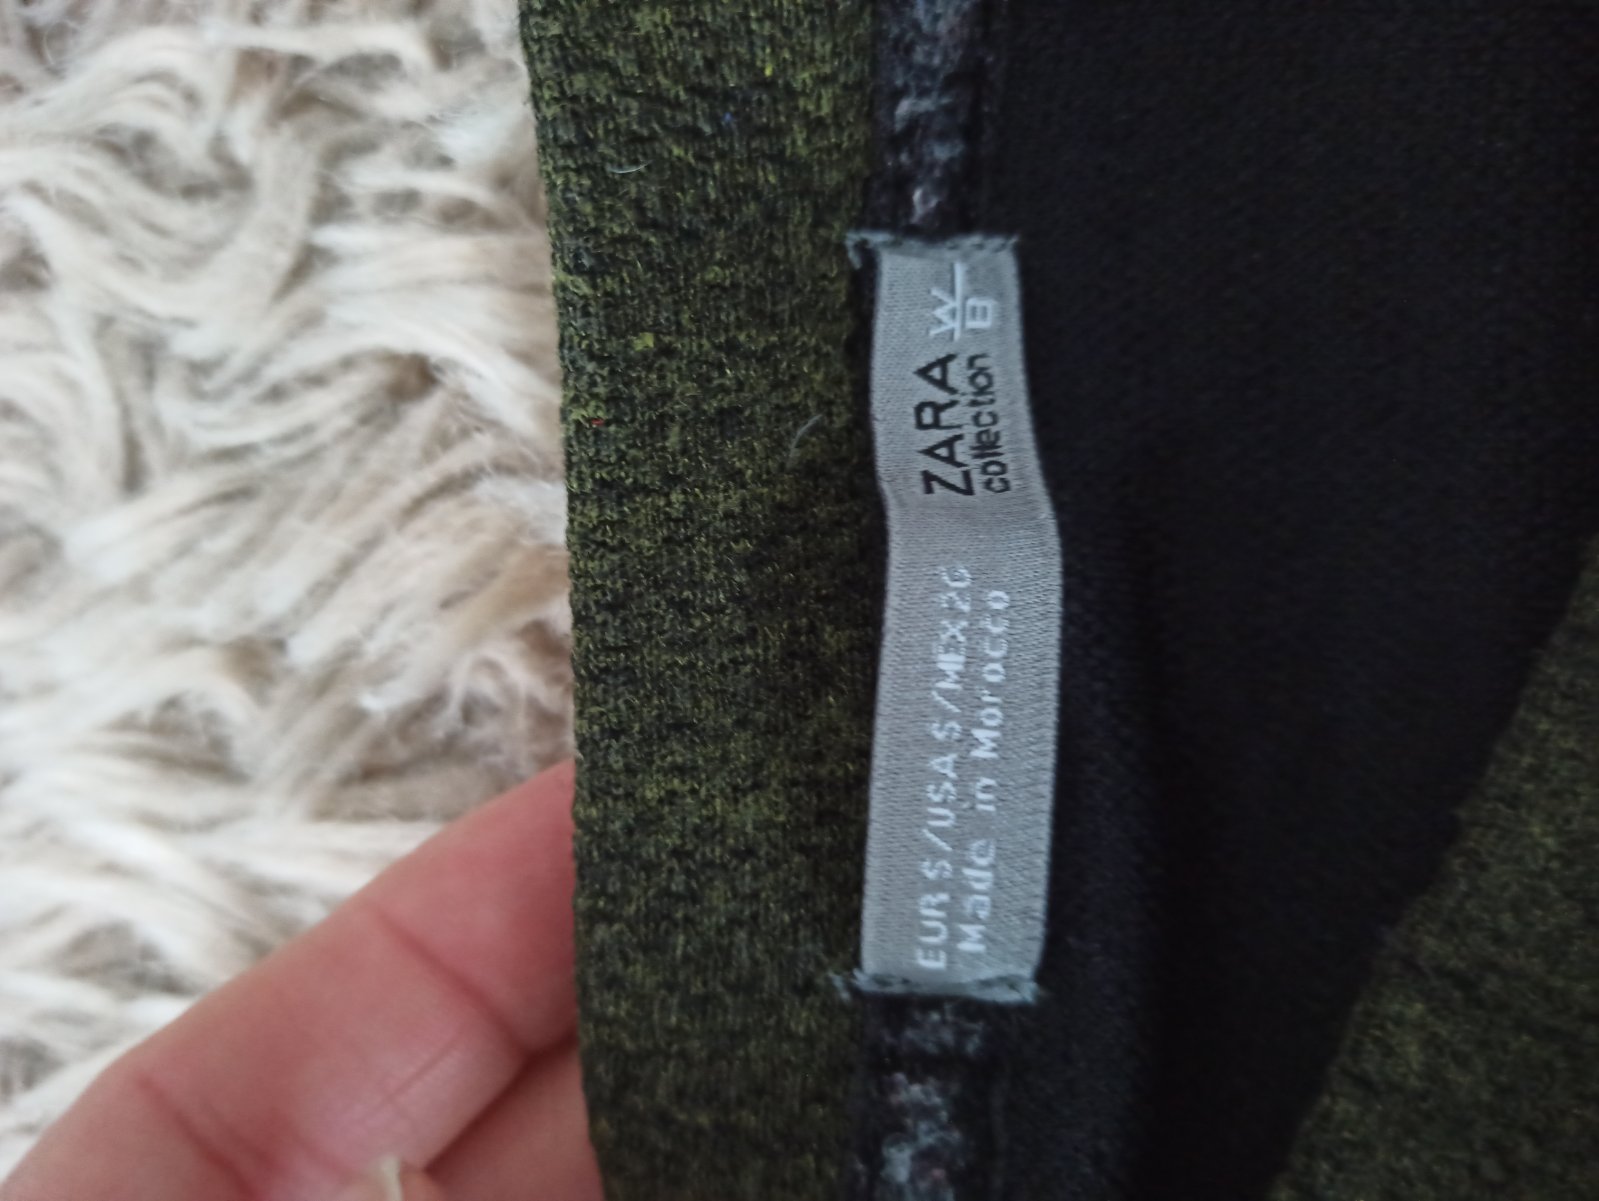 ZARA W/B
collection
EUR S/USA S/MEX 26
Made in Morocco